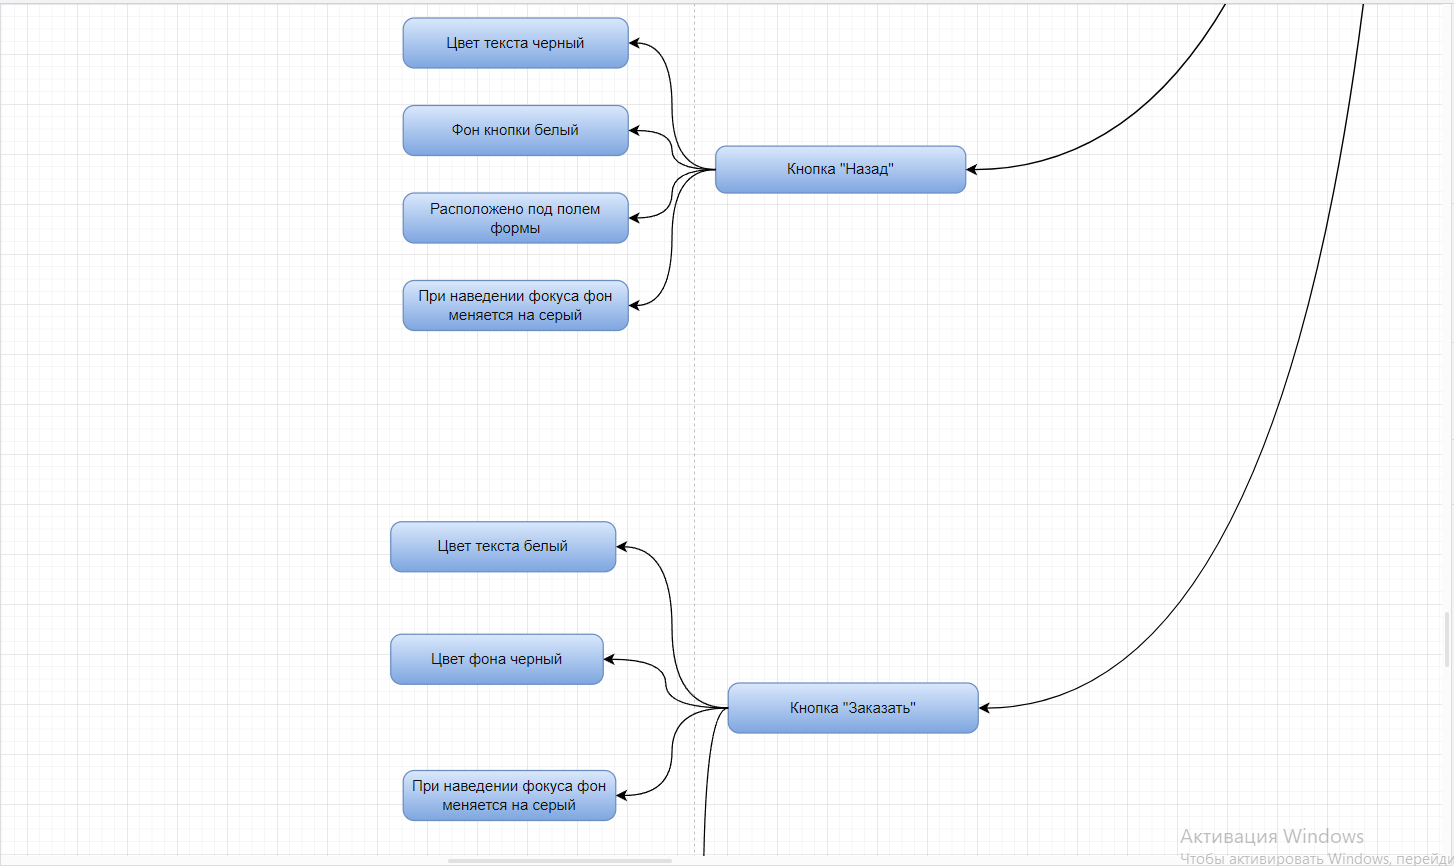 Цвет текста черный
Фон кнопки белый
Кнопка "Назад"
Расположено под полем
формы
При наведении фокуса фон
меняется на серый
Цвет текста белый
Цвет фона черный
Кнопка "Заказать"
При наведении фокуса фон
меняется на серый
Активация Windows
Чтобы активировать Windows,